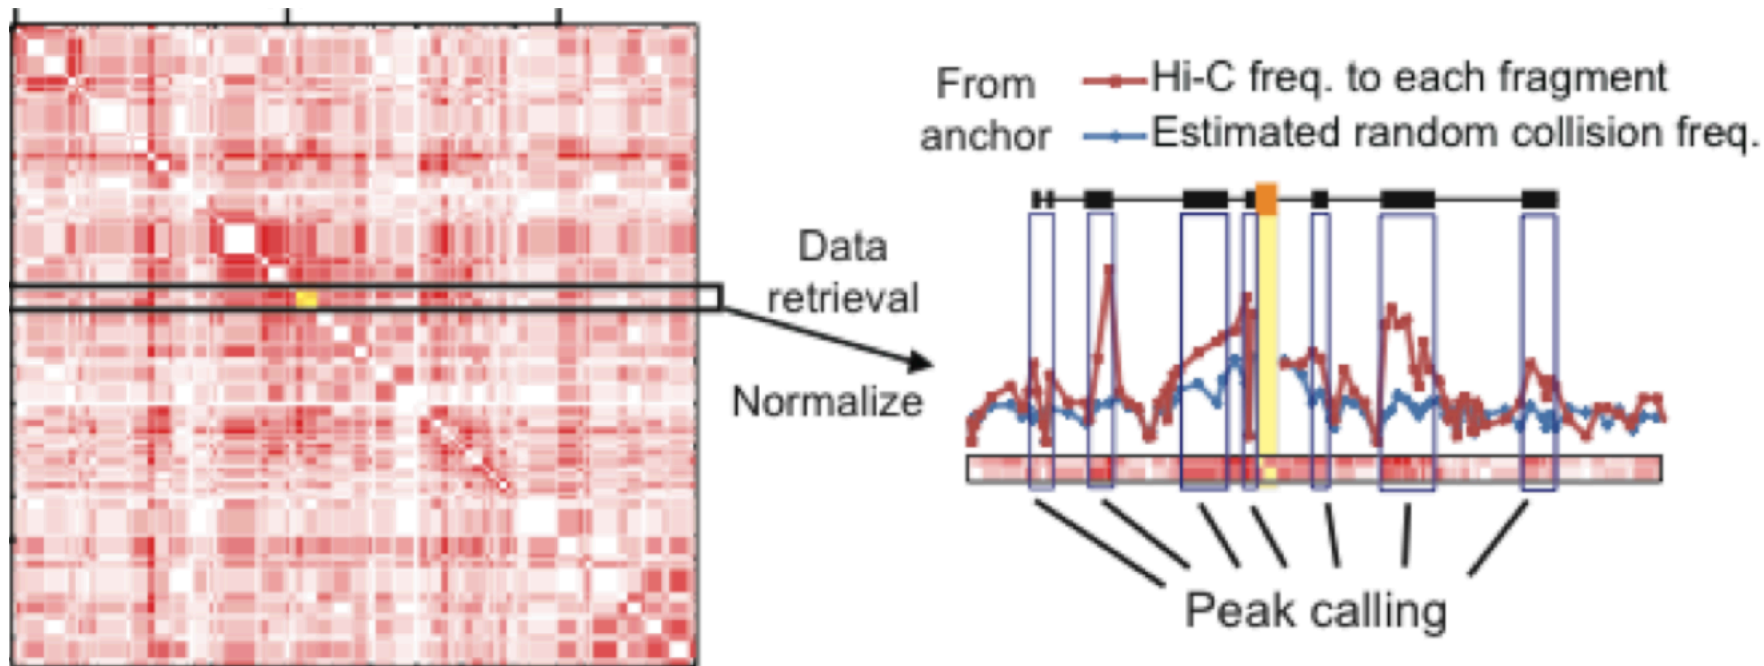 From
anchor
Hi-C freq. to each fragment
Estimated random collision freq.
Data
retrieval
Normalize
Peak calling